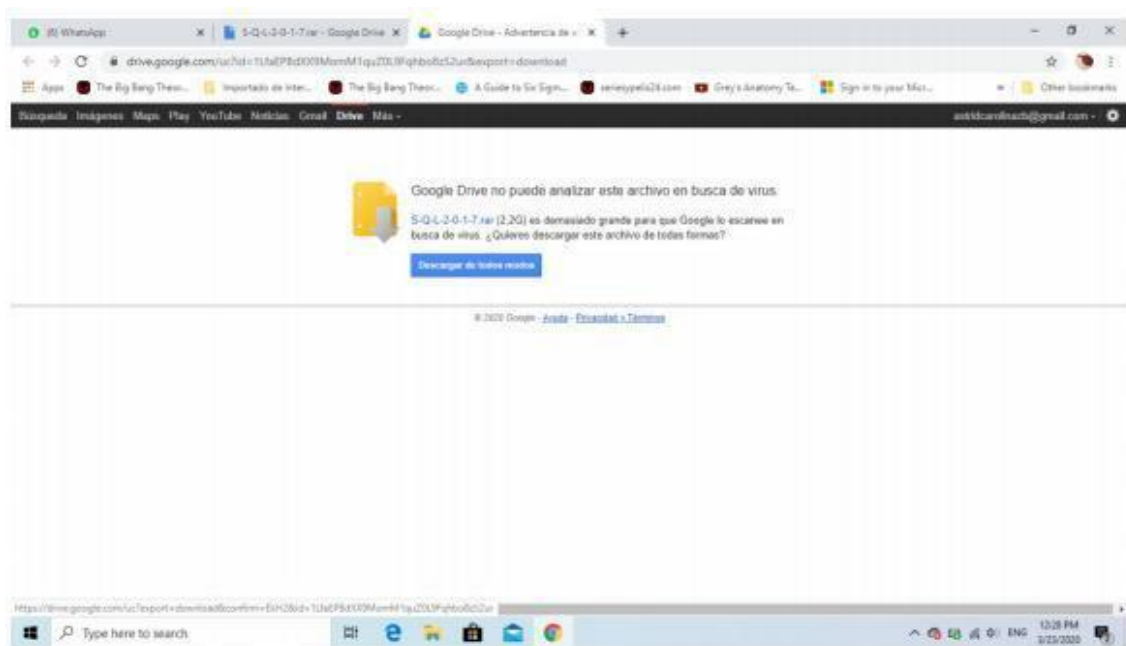 (6) WhatsApp
S-Q-L-2-0-1-7.rar - Google Drive
Google Drive - Advertencia de v
drive.google.com/uc?id=
Apps
The Big Bang Theor...
Importado de Inter...
The Big Bang Theor...
A Guide to Six Sigm...
seriesypelis24.com
Grey's Anatomy Te...
Sign in to your Micr...
Other bookmarks
Búsqueda Imágenes Maps Play YouTube Noticias Gmail Drive Más
Google Drive no puede analizar este archivo en busca de virus.
S-Q-L-2-0-1-7.rar (2,2G) es demasiado grande para que Google lo escanee en
busca de virus. ¿Quieres descargar este archivo de todas formas?
Descargar de todos modos
© 2020 Google - Ayuda - Privacidad y Términos
Type here to search
ENG
12:28 PM
3/23/2020